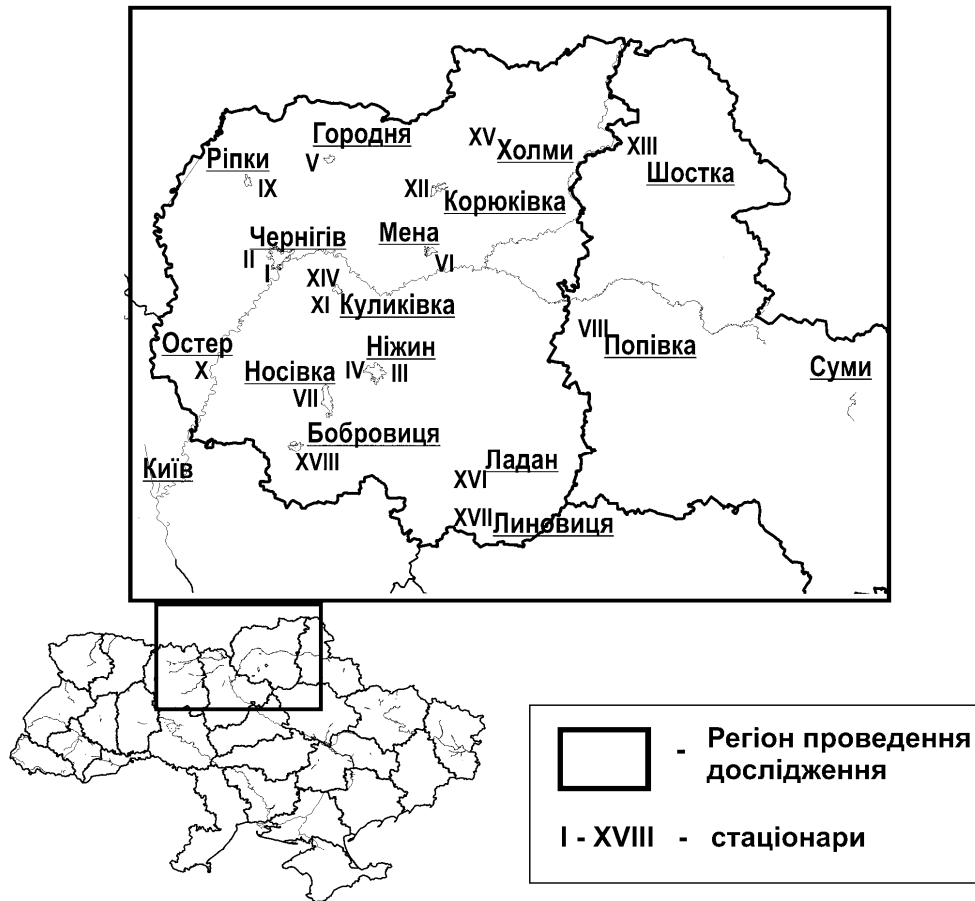 Городня
V
Ріпки
IX
XV
Холми
XIII
Шостка
XII
Корюківка
Чернігів
II
I
Мена
VI
XIV
XI
Куликівка
VIII
Попівка
Остер
X
Носівка
VII
Ніжин
IV
III
Суми
Бобровиця
XVIII
Київ
Ладан
XVI
XVII
Линовиця
- Регіон проведення
дослідження
I - XVIII - стаціонари